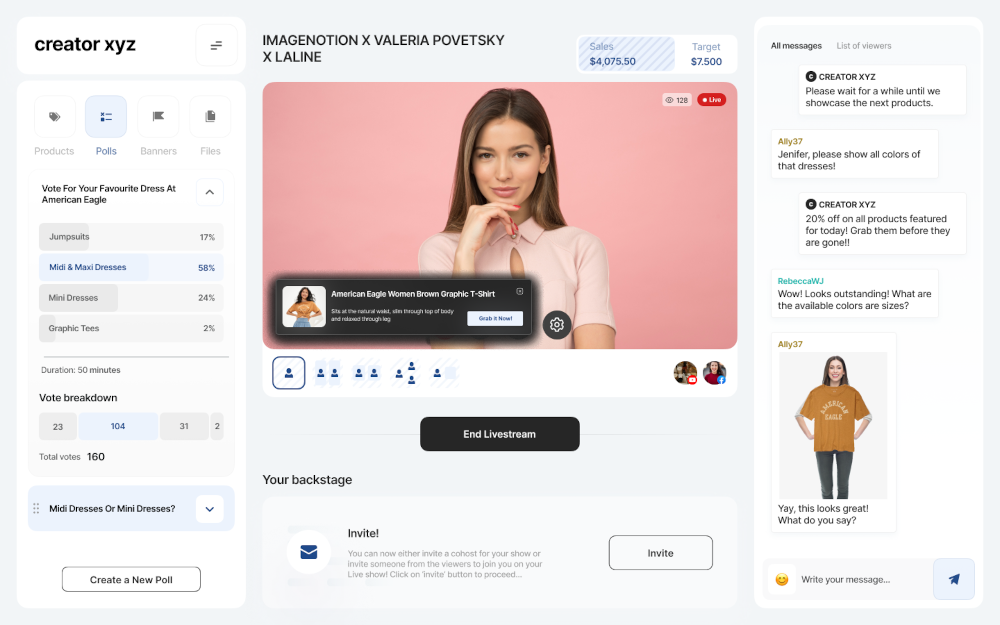 creator xyz
Products
Polls
Banners
Files
Vote For Your Favourite Dress At
American Eagle
Jumpsuits 17%
Midi & Maxi Dresses 58%
Mini Dresses 24%
Graphic Tees 2%
Duration: 50 minutes
Vote breakdown
23 104 31 2
Total votes 160
Midi Dresses Or Mini Dresses?
Create a New Poll
IMAGENOTION X VALERIA POVETSKY
X LALINE
Sales
$4,075.50
Target
$7.500
128
Live
American Eagle Women Brown Graphic T-Shirt
Sits at the natural waist, slim through top of body
and relaxed through leg
Grab It Now!
End Livestream
Your backstage
Invite!
You can now either invite a cohost for your show or
invite someone from the viewers to join you on your
Live show! Click on 'invite' button to proceed...
Invite
All messages
List of viewers
C CREATOR XYZ
Please wait for a while until we
showcase the next products.
Ally37
Jenifer, please show all colors of
that dresses!
C CREATOR XYZ
20% off on all products featured
for today! Grab them before they
are gone!!
RebeccaWJ
Wow! Looks outstanding! What are
the available colors are sizes?
Ally37
AMERICAN
EAGLE
Yay, this looks great!
What do you say?
Write your message...